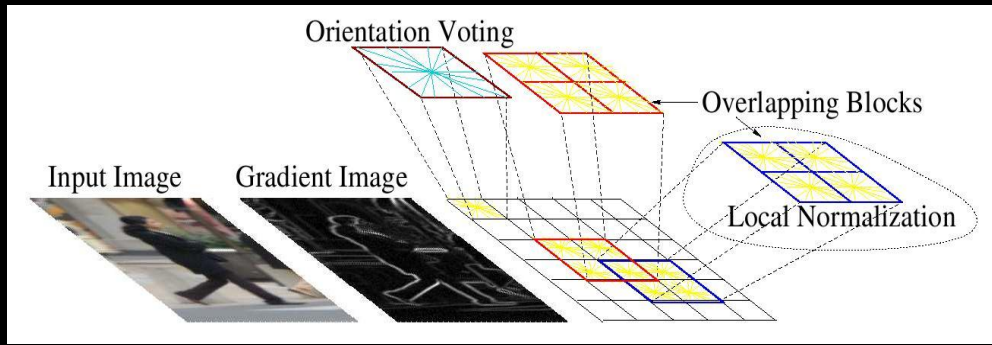 Orientation Voting
Overlapping Blocks
Input Image
Gradient Image
Local Normalization